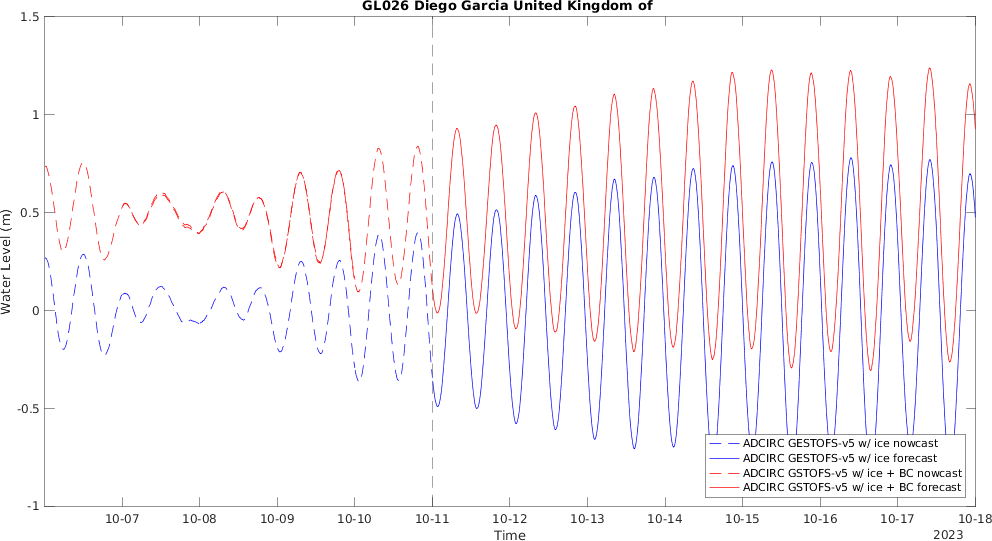 GL026 Diego Garcia United Kingdom of
1.5
1
0.5
0
-0.5
-1
Water Level (m)
10-07 10-08 10-09 10-10 10-11 10-12 10-13 10-14 10-15 10-16 10-17 10-18
Time
2023
ADCIRC GESTOFS-v5 w/ ice nowcast
ADCIRC GESTOFS-v5 w/ ice forecast
ADCIRC GSTOFS-v5 w/ ice + BC nowcast
ADCIRC GSTOFS-v5 w/ ice + BC forecast